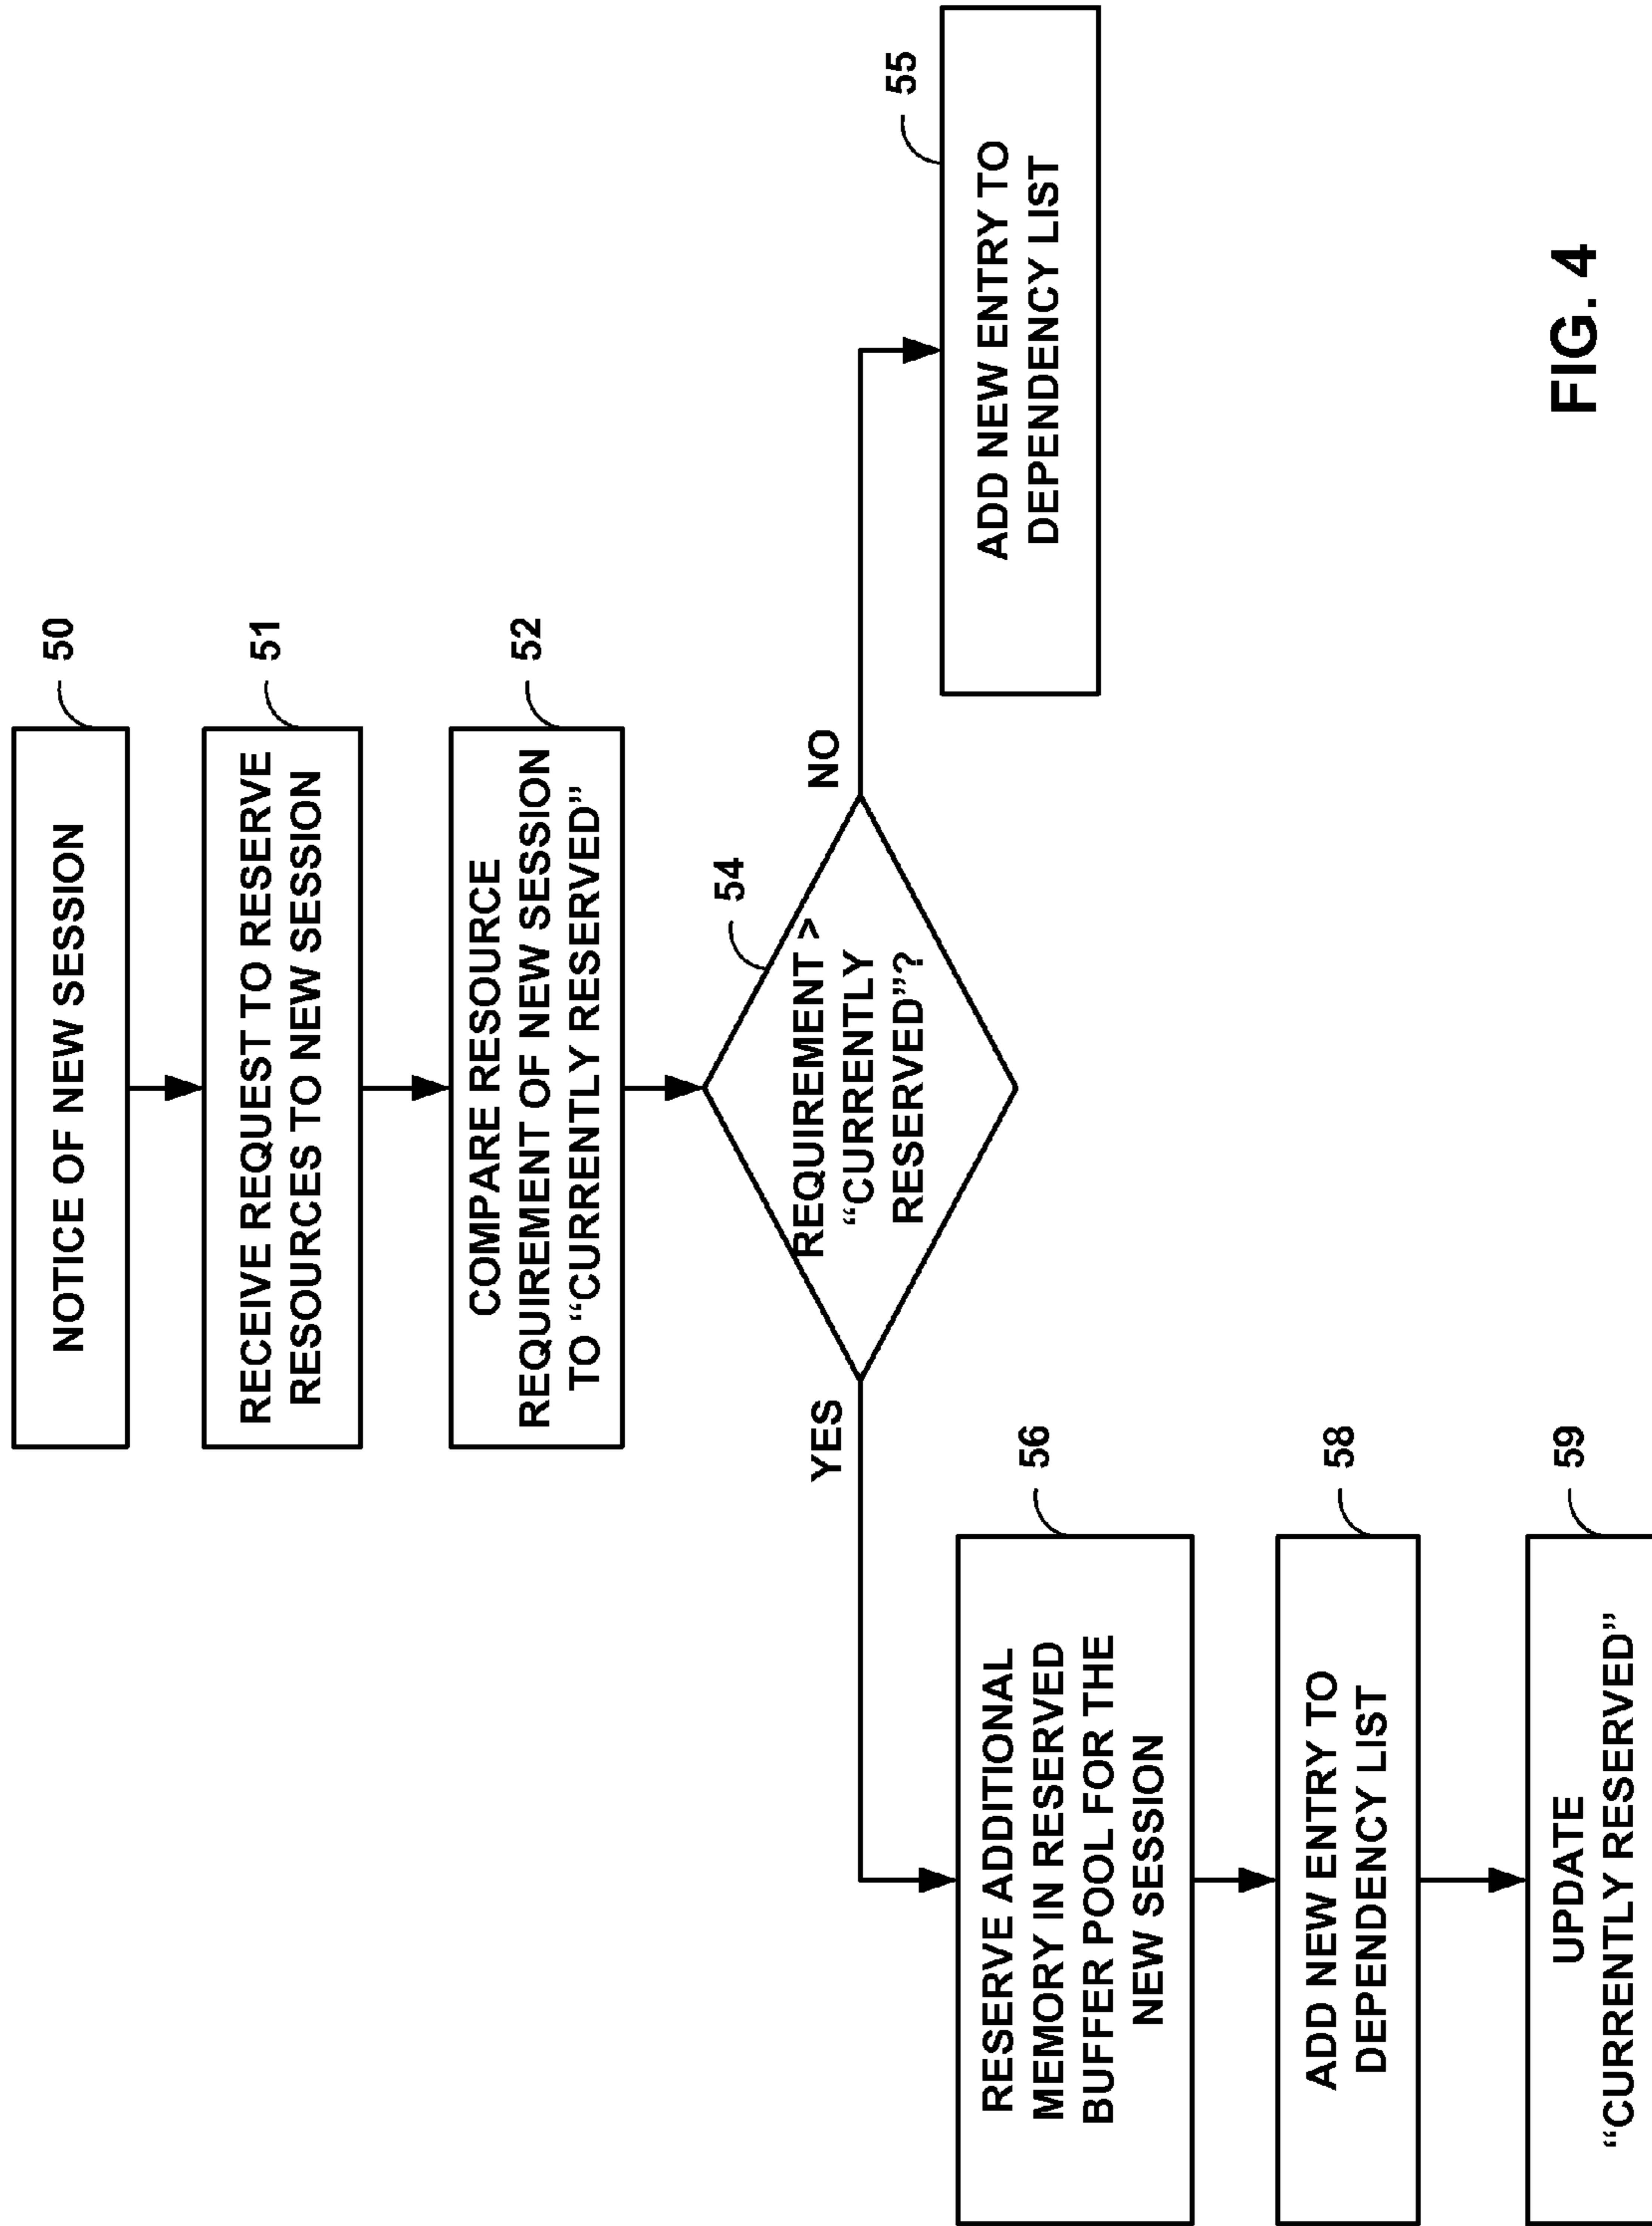 50
NOTICE OF NEW SESSION
51
RECEIVE REQUEST TO RESERVE
RESOURCES TO NEW SESSION
52
COMPARE RESOURCE
REQUIREMENT OF NEW SESSION
TO “CURRENTLY RESERVED”
54
REQUIREMENT >
“CURRENTLY
RESERVED”?
YES
NO
55
ADD NEW ENTRY TO
DEPENDENCY LIST
56
RESERVE ADDITIONAL
MEMORY IN RESERVED
BUFFER POOL FOR THE
NEW SESSION
58
ADD NEW ENTRY TO
DEPENDENCY LIST
59
UPDATE
“CURRENTLY RESERVED”
FIG. 4